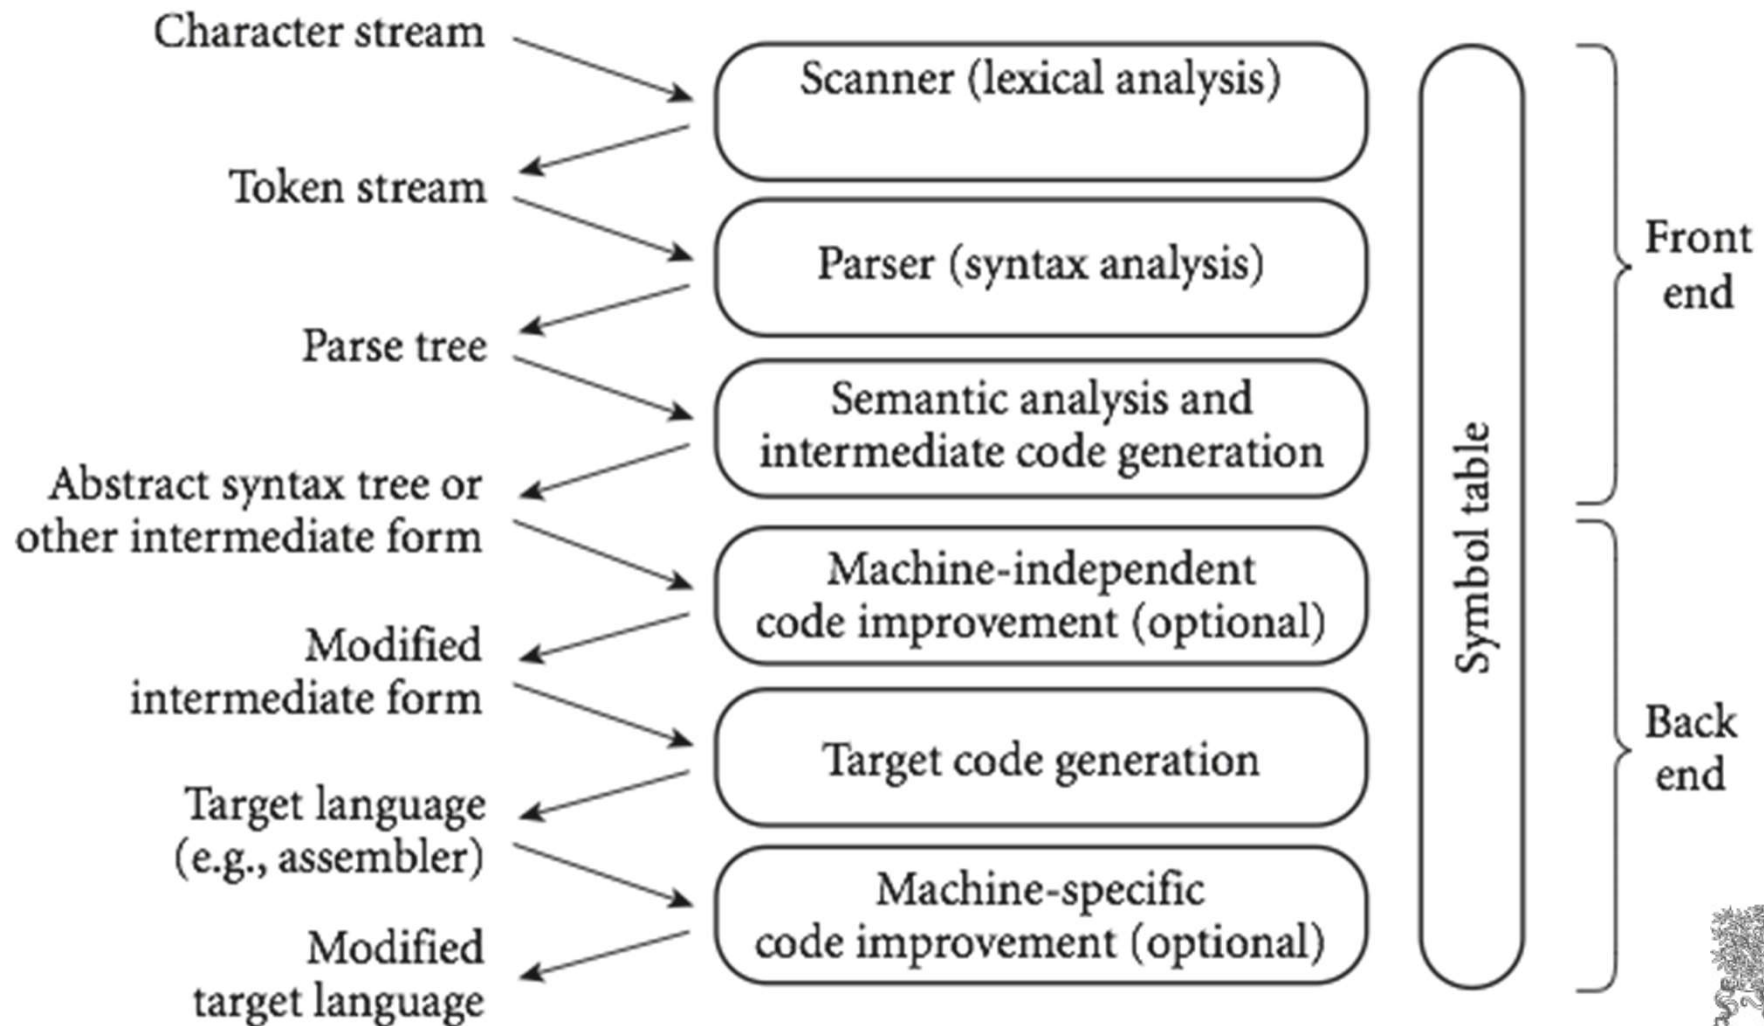 Character stream
Scanner (lexical analysis)
Token stream
Parser (syntax analysis)
Parse tree
Semantic analysis and
intermediate code generation
Abstract syntax tree or
other intermediate form
Machine-independent
code improvement (optional)
Modified
intermediate form
Target code generation
Target language
(e.g., assembler)
Machine-specific
code improvement (optional)
Modified
target language
Symbol table
Front
end
Back
end